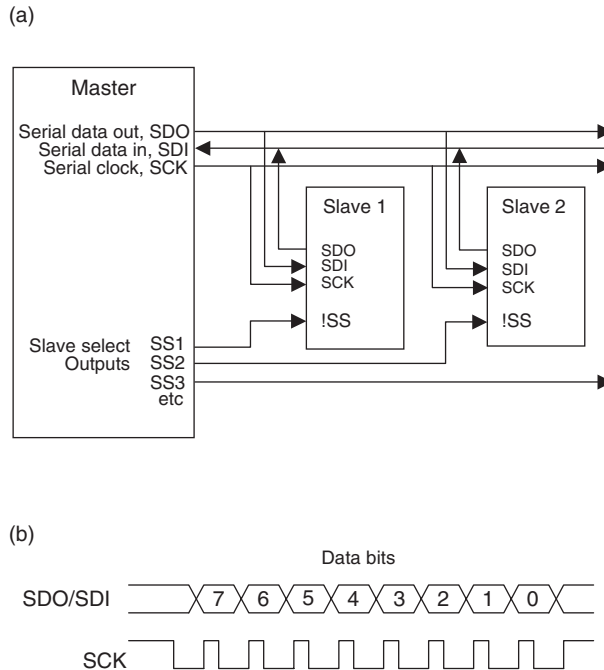 (a)
Master
Serial data out, SDO
Serial data in, SDI
Serial clock, SCK
Slave 1
SDO
SDI
SCK
!SS
Slave 2
SDO
SDI
SCK
!SS
Slave select
Outputs
SS1
SS2
SS3
etc
(b)
Data bits
SDO/SDI
7 6 5 4 3 2 1 0
SCK